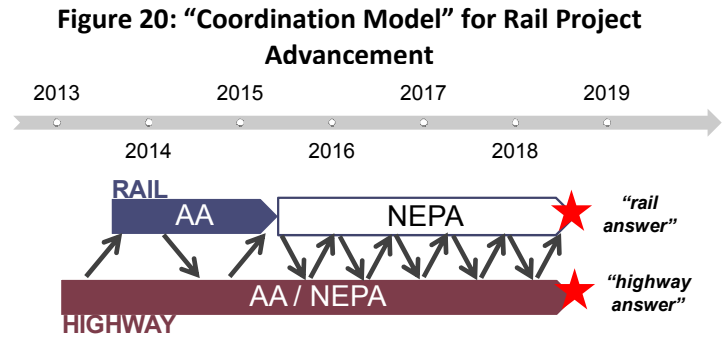 Figure 20: “Coordination Model” for Rail Project
Advancement
2013 2015 2017 2019
2014 2016 2018
RAIL
AA NEPA
“rail
answer”
AA / NEPA
“highway
answer”
HIGHWAY